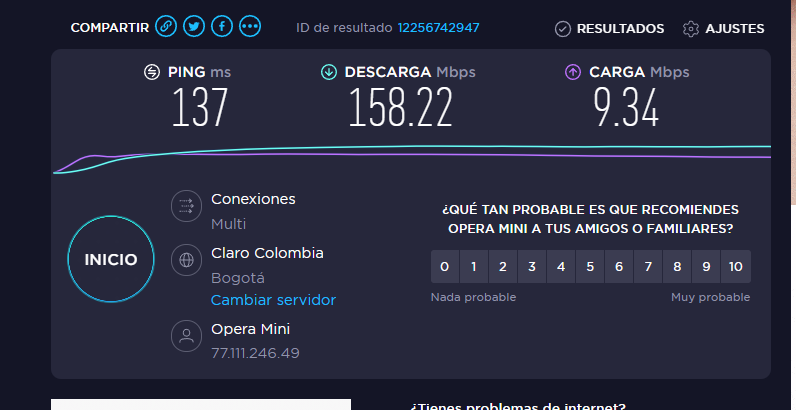 COMPARTIR
ID de resultado 12256742947
RESULTADOS
AJUSTES
PING ms
137
DESCARGA Mbps
158.22
CARGA Mbps
9.34
INICIO
Conexiones
Multi
Claro Colombia
Bogotá
Cambiar servidor
Opera Mini
77.111.246.49
¿QUÉ TAN PROBABLE ES QUE RECOMIENDES
OPERA MINI A TUS AMIGOS O FAMILIARES?
0 1 2 3 4 5 6 7 8 9 10
Nada probable
Muy probable
¿Tienes problemas de internet?